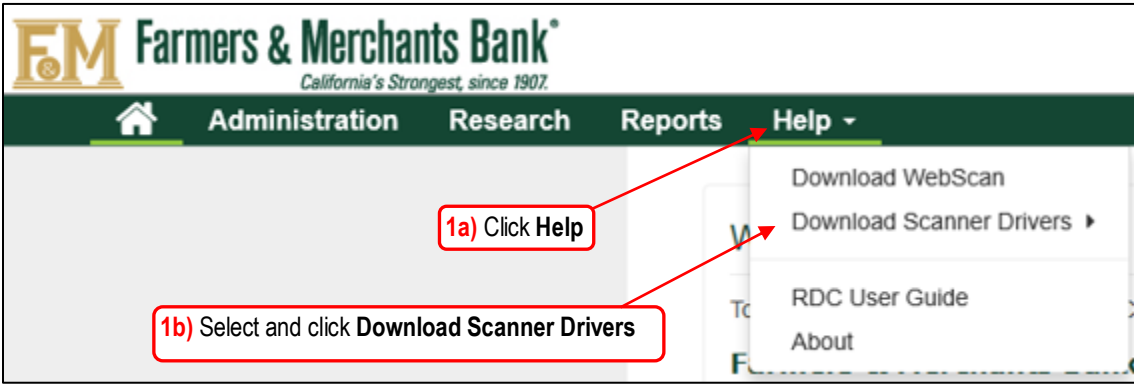 F&M Farmers & Merchants Bank®
California's Strongest, since 1907.
Administration Research Reports Help
Download WebScan
1a) Click Help
Download Scanner Drivers
1b) Select and click Download Scanner Drivers
RDC User Guide
About